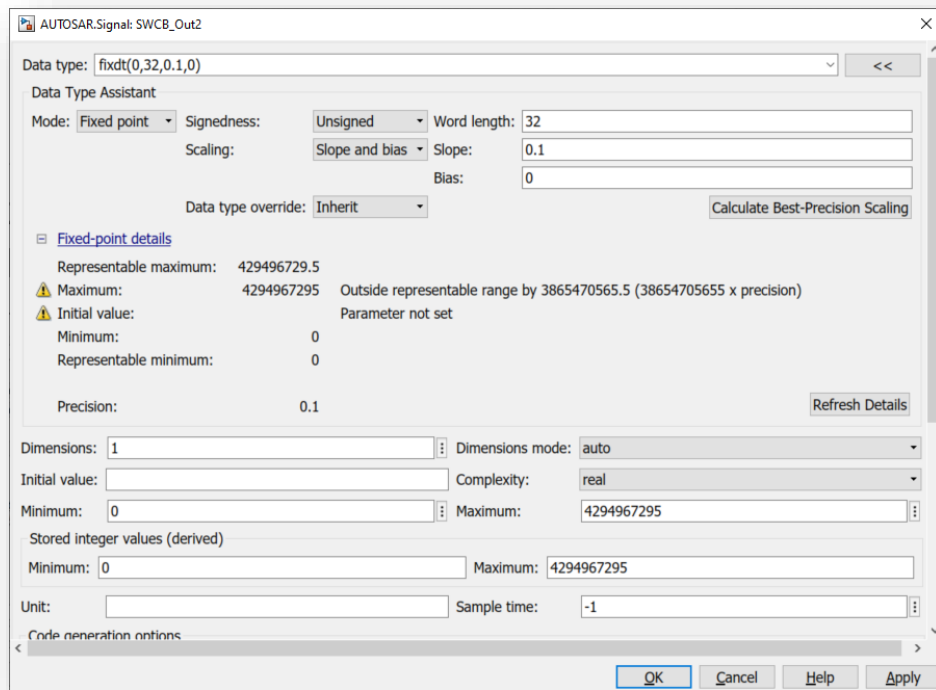 AUTOSAR.Signal: SWCB_Out2
Data type: fixdt(0,32,0.1,0) <<
Data Type Assistant
Mode: Fixed point Signedness: Unsigned Word length: 32
Scaling: Slope and bias Slope: 0.1
Bias: 0
Data type override: Inherit Calculate Best-Precision Scaling
Fixed-point details
Representable maximum: 429496729.5
Maximum: 4294967295 Outside representable range by 3865470565.5 (38654705655 x precision)
Initial value: Parameter not set
Minimum: 0
Representable minimum: 0
Precision: 0.1 Refresh Details
Dimensions: 1 Dimensions mode: auto
Initial value: Complexity: real
Minimum: 0 Maximum: 4294967295
Stored integer values (derived)
Minimum: 0 Maximum: 4294967295
Unit: Sample time: -1
Code generation options
OK Cancel Help Apply